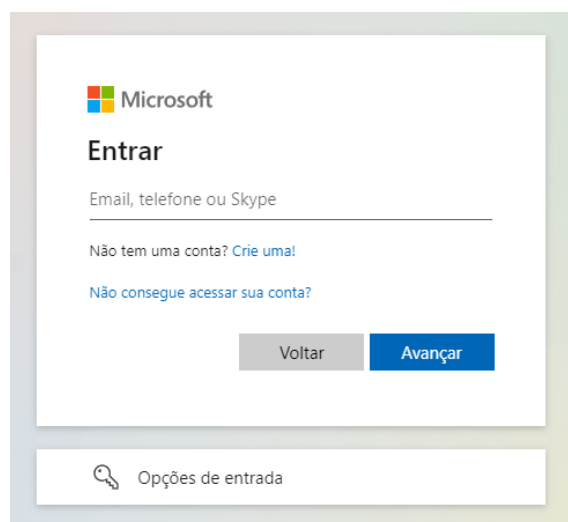 Microsoft
Entrar
Email, telefone ou Skype
Não tem uma conta? Crie uma!
Não consegue acessar sua conta?
Voltar Avançar
Opções de entrada